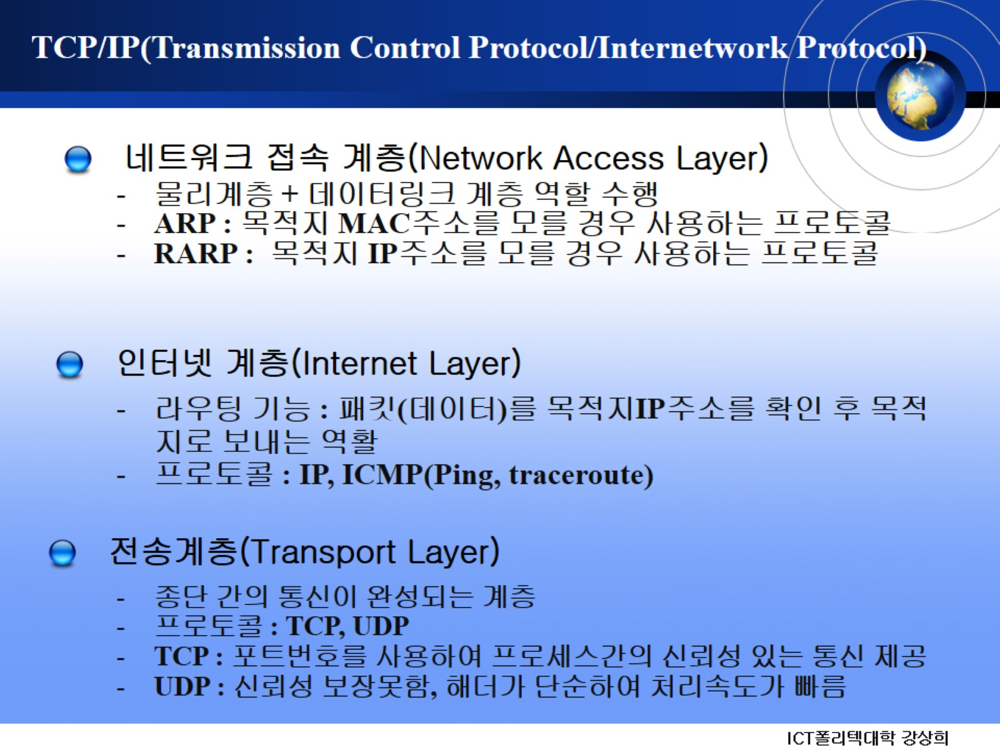 TCP/IP(Transmission Control Protocol/Internetwork Protocol)
네트워크 접속 계층(Network Access Layer)
- 물리계층 + 데이터링크 계층 역할 수행
- ARP : 목적지 MAC주소를 모를 경우 사용하는 프로토콜
- RARP : 목적지 IP주소를 모를 경우 사용하는 프로토콜
인터넷 계층(Internet Layer)
- 라우팅 기능 : 패킷(데이터)를 목적지IP주소를 확인 후 목적
지로 보내는 역활
- 프로토콜 : IP, ICMP(Ping, traceroute)
전송계층(Transport Layer)
- 종단 간의 통신이 완성되는 계층
- 프로토콜 : TCP, UDP
- TCP : 포트번호를 사용하여 프로세스간의 신뢰성 있는 통신 제공
- UDP : 신뢰성 보장못함, 해더가 단순하여 처리속도가 빠름
ICT폴리텍대학 강상희